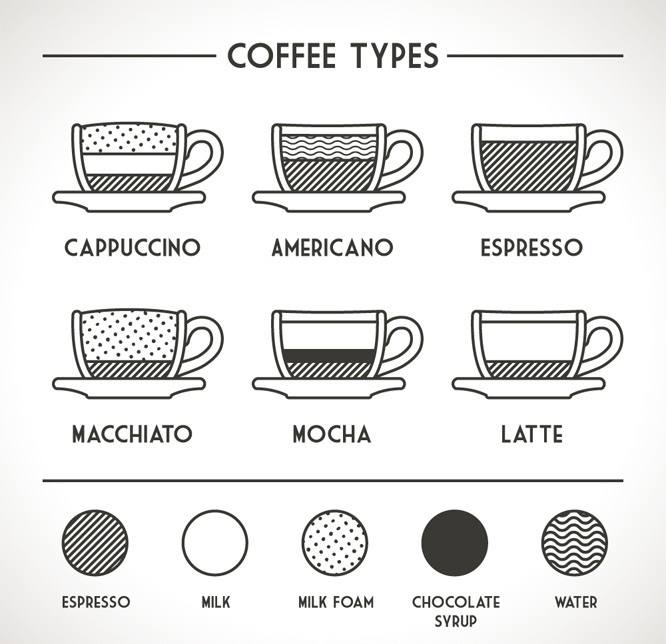 COFFEE TYPES
CAPPUCCINO
AMERICANO
ESPRESSO
MACCHIATO
MOCHA
LATTE
ESPRESSO
MILK
MILK FOAM
CHOCOLATE
SYRUP
WATER